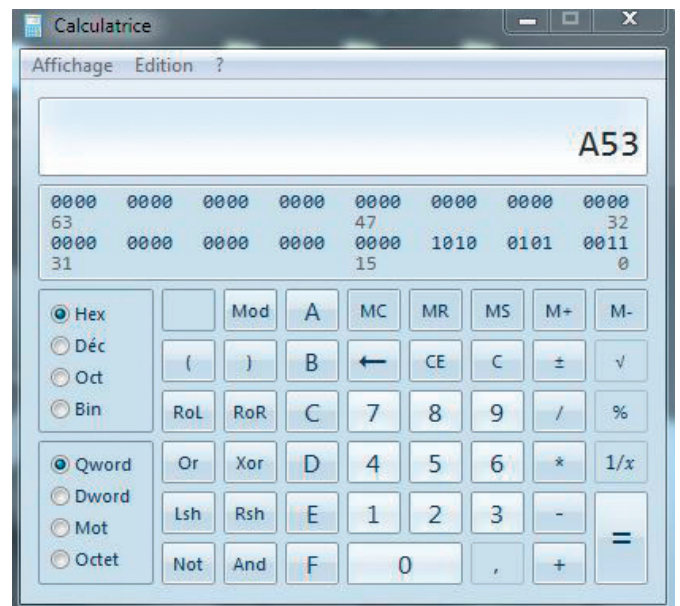 Calculatrice
Affichage Edition ?
A53
0000 0000 0000 0000 0000 0000 0000 0000
63 47 32
0000 0000 0000 0000 0000 1010 0101 0011
31 15 0
Hex Mod A MC MR MS M+ M-
Déc
( ) B ← CE C ± √
Oct
Bin RoL RoR C 7 8 9 / %
Qword Or Xor D 4 5 6 * 1/x
Dword
Lsh Rsh E 1 2 3 - =
Mot
Octet Not And F 0 , +